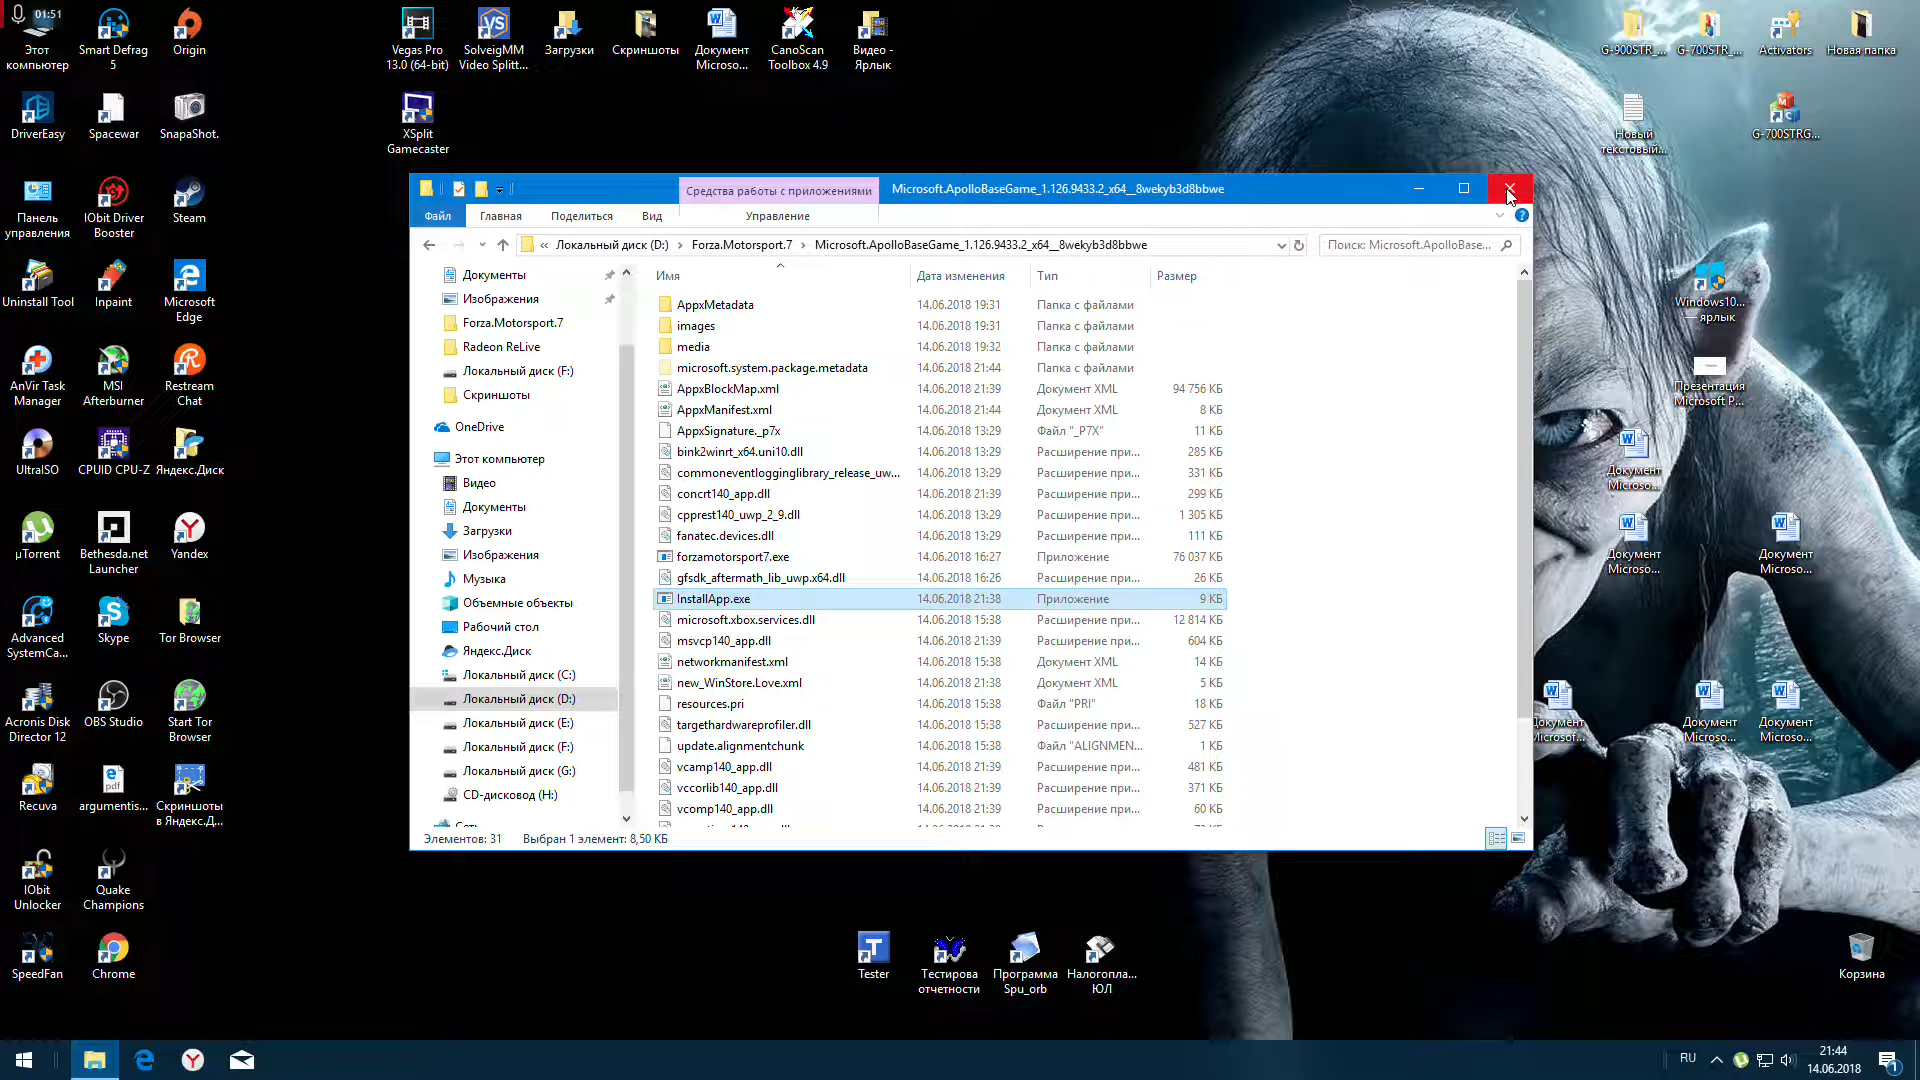 01:51
Этот компьютер
Smart Defrag 5
Origin
Vegas Pro 13.0 (64-bit)
SolveigMM Video Splitt...
Загрузки
Скриншоты
Документ Microso...
CanoScan Toolbox 4.9
Видео - Ярлык
G-900STR_...
G-700STR_...
Activators
Новая папка
DriverEasy
Spacewar
SnapaShot.
XSplit Gamecaster
Новый текстовый...
G-700STRG...
Панель управления
IObit Driver Booster
Steam
Uninstall Tool
Inpaint
Microsoft Edge
AnVir Task Manager
MSI Afterburner
Restream Chat
UltraISO
CPUID CPU-Z
Яндекс.Диск
µTorrent
Bethesda.net Launcher
Yandex
Advanced SystemCa...
Skype
Tor Browser
Acronis Disk Director 12
OBS Studio
Start Tor Browser
Recuva
argumentis...
Скриншоты в Яндекс.Д...
IObit Unlocker
Quake Champions
SpeedFan
Chrome
Средства работы с приложениями
Microsoft.ApolloBaseGame_1.126.9433.2_x64__8wekyb3d8bbwe
Файл
Главная
Поделиться
Вид
Управление
« Локальный диск (D:) › Forza.Motorsport.7 › Microsoft.ApolloBaseGame_1.126.9433.2_x64__8wekyb3d8bbwe
Поиск: Microsoft.ApolloBase...
Документы
Изображения
Forza.Motorsport.7
Radeon ReLive
Локальный диск (F:)
Скриншоты
OneDrive
Этот компьютер
Видео
Документы
Загрузки
Изображения
Музыка
Объемные объекты
Рабочий стол
Яндекс.Диск
Локальный диск (C:)
Локальный диск (D:)
Локальный диск (E:)
Локальный диск (F:)
Локальный диск (G:)
CD-дисковод (H:)
Имя Дата изменения Тип Размер
AppxMetadata 14.06.2018 19:31 Папка с файлами
images 14.06.2018 19:31 Папка с файлами
media 14.06.2018 19:32 Папка с файлами
microsoft.system.package.metadata 14.06.2018 21:44 Папка с файлами
AppxBlockMap.xml 14.06.2018 21:39 Документ XML 94 756 КБ
AppxManifest.xml 14.06.2018 21:44 Документ XML 8 КБ
AppxSignature._p7x 14.06.2018 13:29 Файл "_P7X" 11 КБ
bink2winrt_x64.uni10.dll 14.06.2018 13:29 Расширение при... 285 КБ
commoneventlogginglibrary_release_uw... 14.06.2018 13:29 Расширение при... 331 КБ
concrt140_app.dll 14.06.2018 21:39 Расширение при... 299 КБ
cpprest140_uwp_2_9.dll 14.06.2018 13:29 Расширение при... 1 305 КБ
fanatec.devices.dll 14.06.2018 13:29 Расширение при... 111 КБ
forzamotorsport7.exe 14.06.2018 16:27 Приложение 76 037 КБ
gfsdk_aftermath_lib_uwp.x64.dll 14.06.2018 16:26 Расширение при... 26 КБ
InstallApp.exe 14.06.2018 21:38 Приложение 9 КБ
microsoft.xbox.services.dll 14.06.2018 15:38 Расширение при... 12 814 КБ
msvcp140_app.dll 14.06.2018 21:39 Расширение при... 604 КБ
networkmanifest.xml 14.06.2018 15:38 Документ XML 14 КБ
new_WinStore.Love.xml 14.06.2018 21:38 Документ XML 5 КБ
resources.pri 14.06.2018 15:38 Файл "PRI" 18 КБ
targethardwareprofiler.dll 14.06.2018 15:38 Расширение при... 527 КБ
update.alignmentchunk 14.06.2018 15:38 Файл "ALIGNMEN... 1 КБ
vcamp140_app.dll 14.06.2018 21:39 Расширение при... 481 КБ
vccorlib140_app.dll 14.06.2018 21:39 Расширение при... 371 КБ
vcomp140_app.dll 14.06.2018 21:39 Расширение при... 60 КБ
Элементов: 31 Выбран 1 элемент: 8,50 КБ
Windows10... — ярлык
Презентация Microsoft P...
Документ Microso...
Документ Microso...
Документ Microso...
Документ Microsof...
Документ Microso...
Документ Microso...
Tester
Тестирова отчетности
Программа Spu_orb
Налогопла... ЮЛ
Корзина
RU
21:44
14.06.2018
1